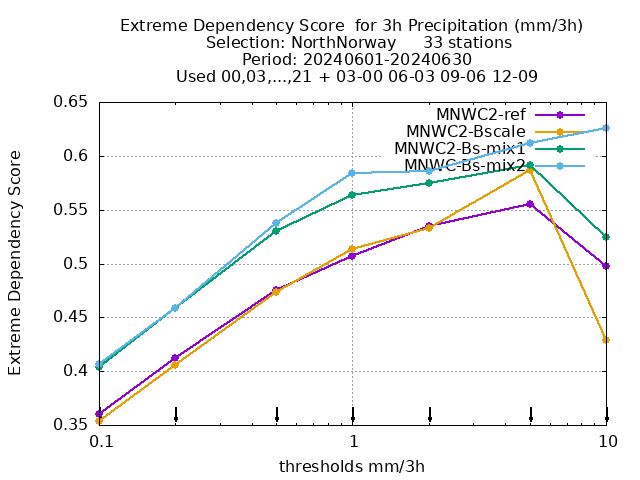 Extreme Dependency Score  for 3h Precipitation (mm/3h)
Selection: NorthNorway     33 stations
Period: 20240601-20240630
Used 00,03,...,21 + 03-00 06-03 09-06 12-09
MNWC2-ref
MNWC2-Bscale
MNWC2-Bs-mix1
MNWC-Bs-mix2
Extreme Dependency Score
0.65
0.6
0.55
0.5
0.45
0.4
0.35
0.1
1
10
thresholds mm/3h